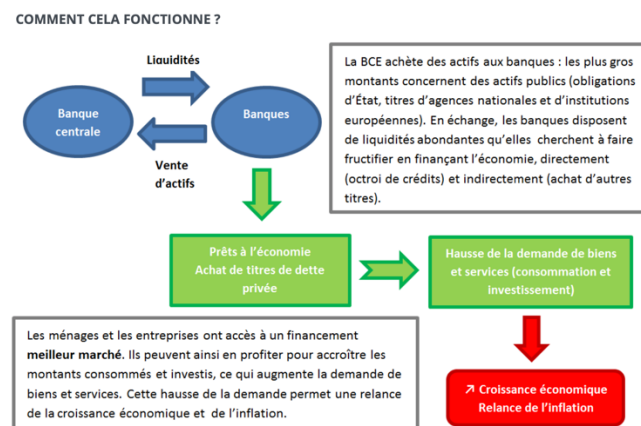 COMMENT CELA FONCTIONNE ?
Liquidités
Banque
centrale
Banques
Vente
d'actifs
La BCE achète des actifs aux banques : les plus gros
montants concernent des actifs publics (obligations
d'État, titres d'agences nationales et d'institutions
européennes). En échange, les banques disposent
de liquidités abondantes qu'elles cherchent à faire
fructifier en finançant l'économie, directement
(octroi de crédits) et indirectement (achat d'autres
titres).
Prêts à l'économie
Achat de titres de dette
privée
Hausse de la demande de biens
et services (consommation et
investissement)
Les ménages et les entreprises ont accès à un financement
meilleur marché. Ils peuvent ainsi en profiter pour accroître les
montants consommés et investis, ce qui augmente la demande de
biens et services. Cette hausse de la demande permet une relance
de la croissance économique et de l'inflation.
↗ Croissance économique
Relance de l'inflation